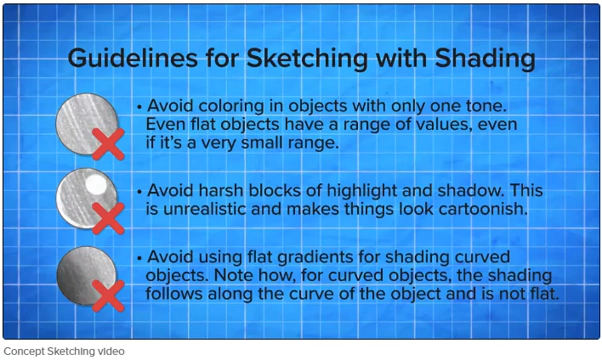 Guidelines for Sketching with Shading
• Avoid coloring in objects with only one tone.
Even flat objects have a range of values, even
if it's a very small range.
• Avoid harsh blocks of highlight and shadow. This
is unrealistic and makes things look cartoonish.
• Avoid using flat gradients for shading curved
objects. Note how, for curved objects, the shading
follows along the curve of the object and is not flat.
Concept Sketching video